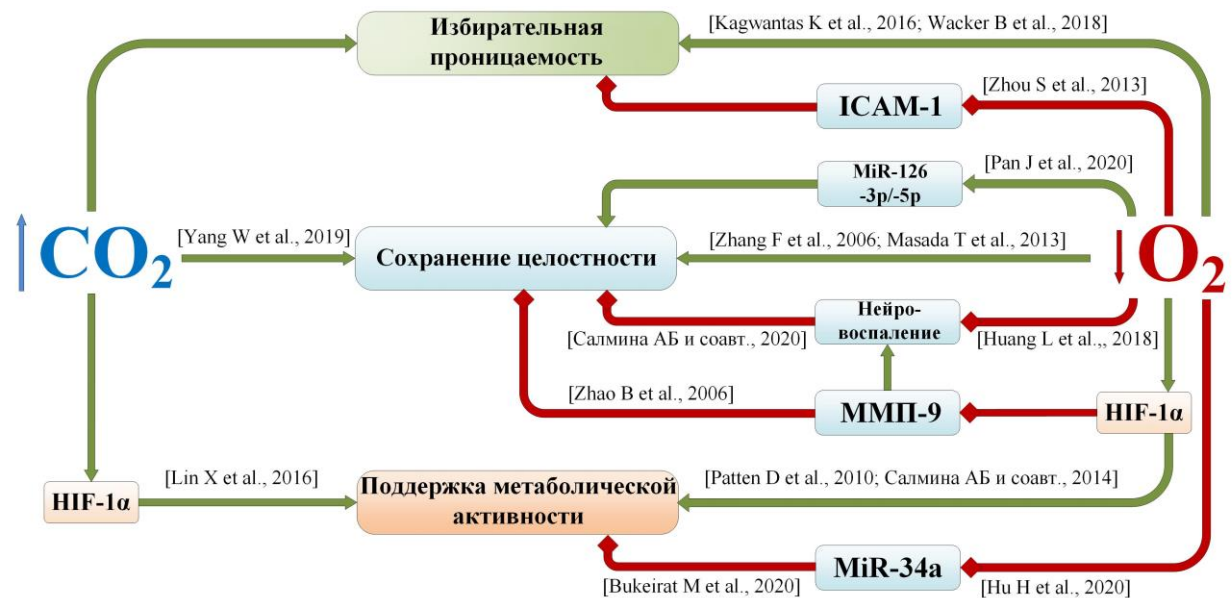 Избирательная
проницаемость
[Kagwantas K et al., 2016; Wacker B et al., 2018]
ICAM-1
[Zhou S et al., 2013]
MiR-126
-3p/-5p
[Pan J et al., 2020]
CO₂
[Yang W et al., 2019]
Сохранение целостности
[Zhang F et al., 2006; Masada T et al., 2013]
O₂
Нейро-
воспаление
[Салмина АБ и соавт., 2020]
[Huang L et al.,, 2018]
[Zhao B et al., 2006]
ММП-9
HIF-1α
HIF-1α
[Lin X et al., 2016]
Поддержка метаболической
активности
[Patten D et al., 2010; Салмина АБ и соавт., 2014]
MiR-34a
[Bukeirat M et al., 2020]
[Hu H et al., 2020]